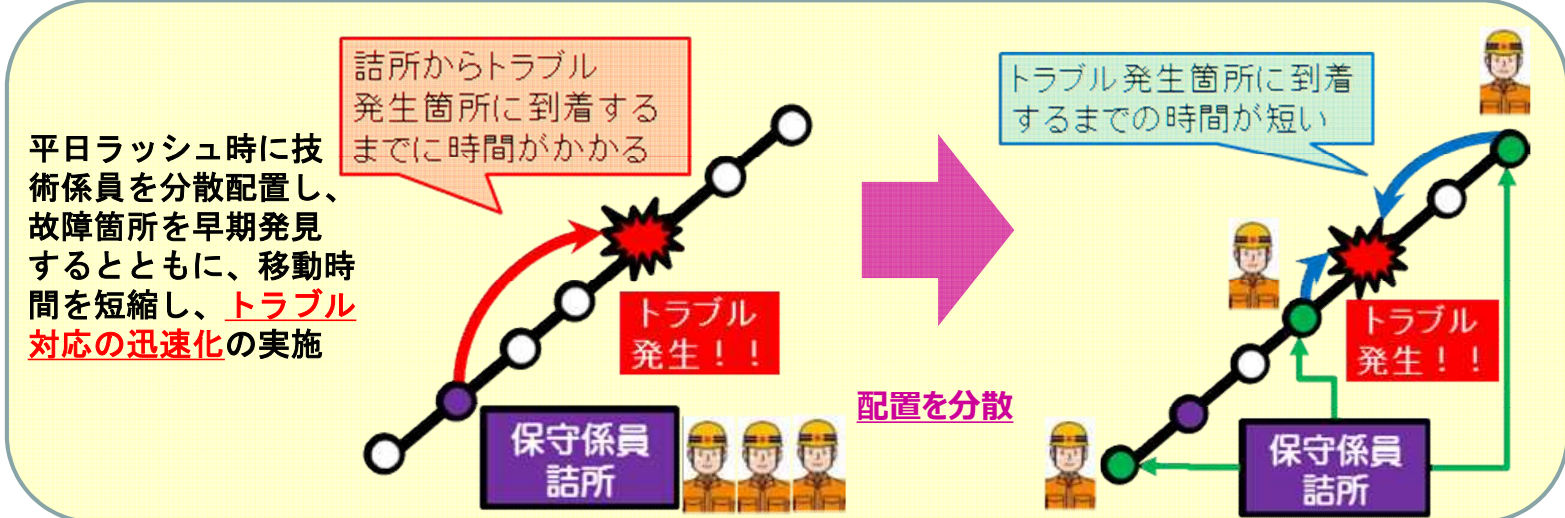 平日ラッシュ時に技
術係員を分散配置し、
故障箇所を早期発見
するとともに、移動時
間を短縮し、トラブル
対応の迅速化の実施
詰所からトラブル
発生箇所に到着する
までに時間がかかる
トラブル
発生！！
保守係員
詰所
配置を分散
トラブル発生箇所に到着
するまでの時間が短い
トラブル
発生！！
保守係員
詰所